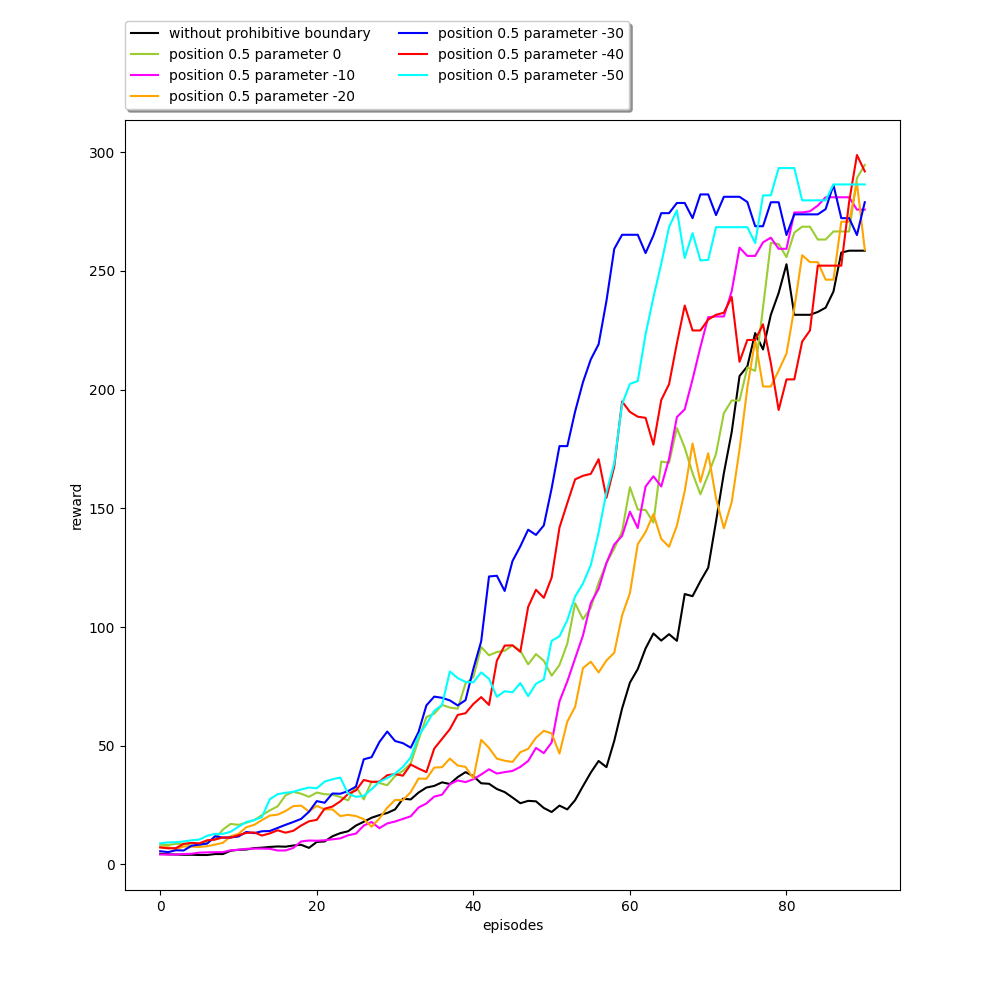 without prohibitive boundary
position 0.5 parameter 0
position 0.5 parameter -10
position 0.5 parameter -20
position 0.5 parameter -30
position 0.5 parameter -40
position 0.5 parameter -50
300
250
200
150
100
50
0
reward
0 20 40 60 80
episodes